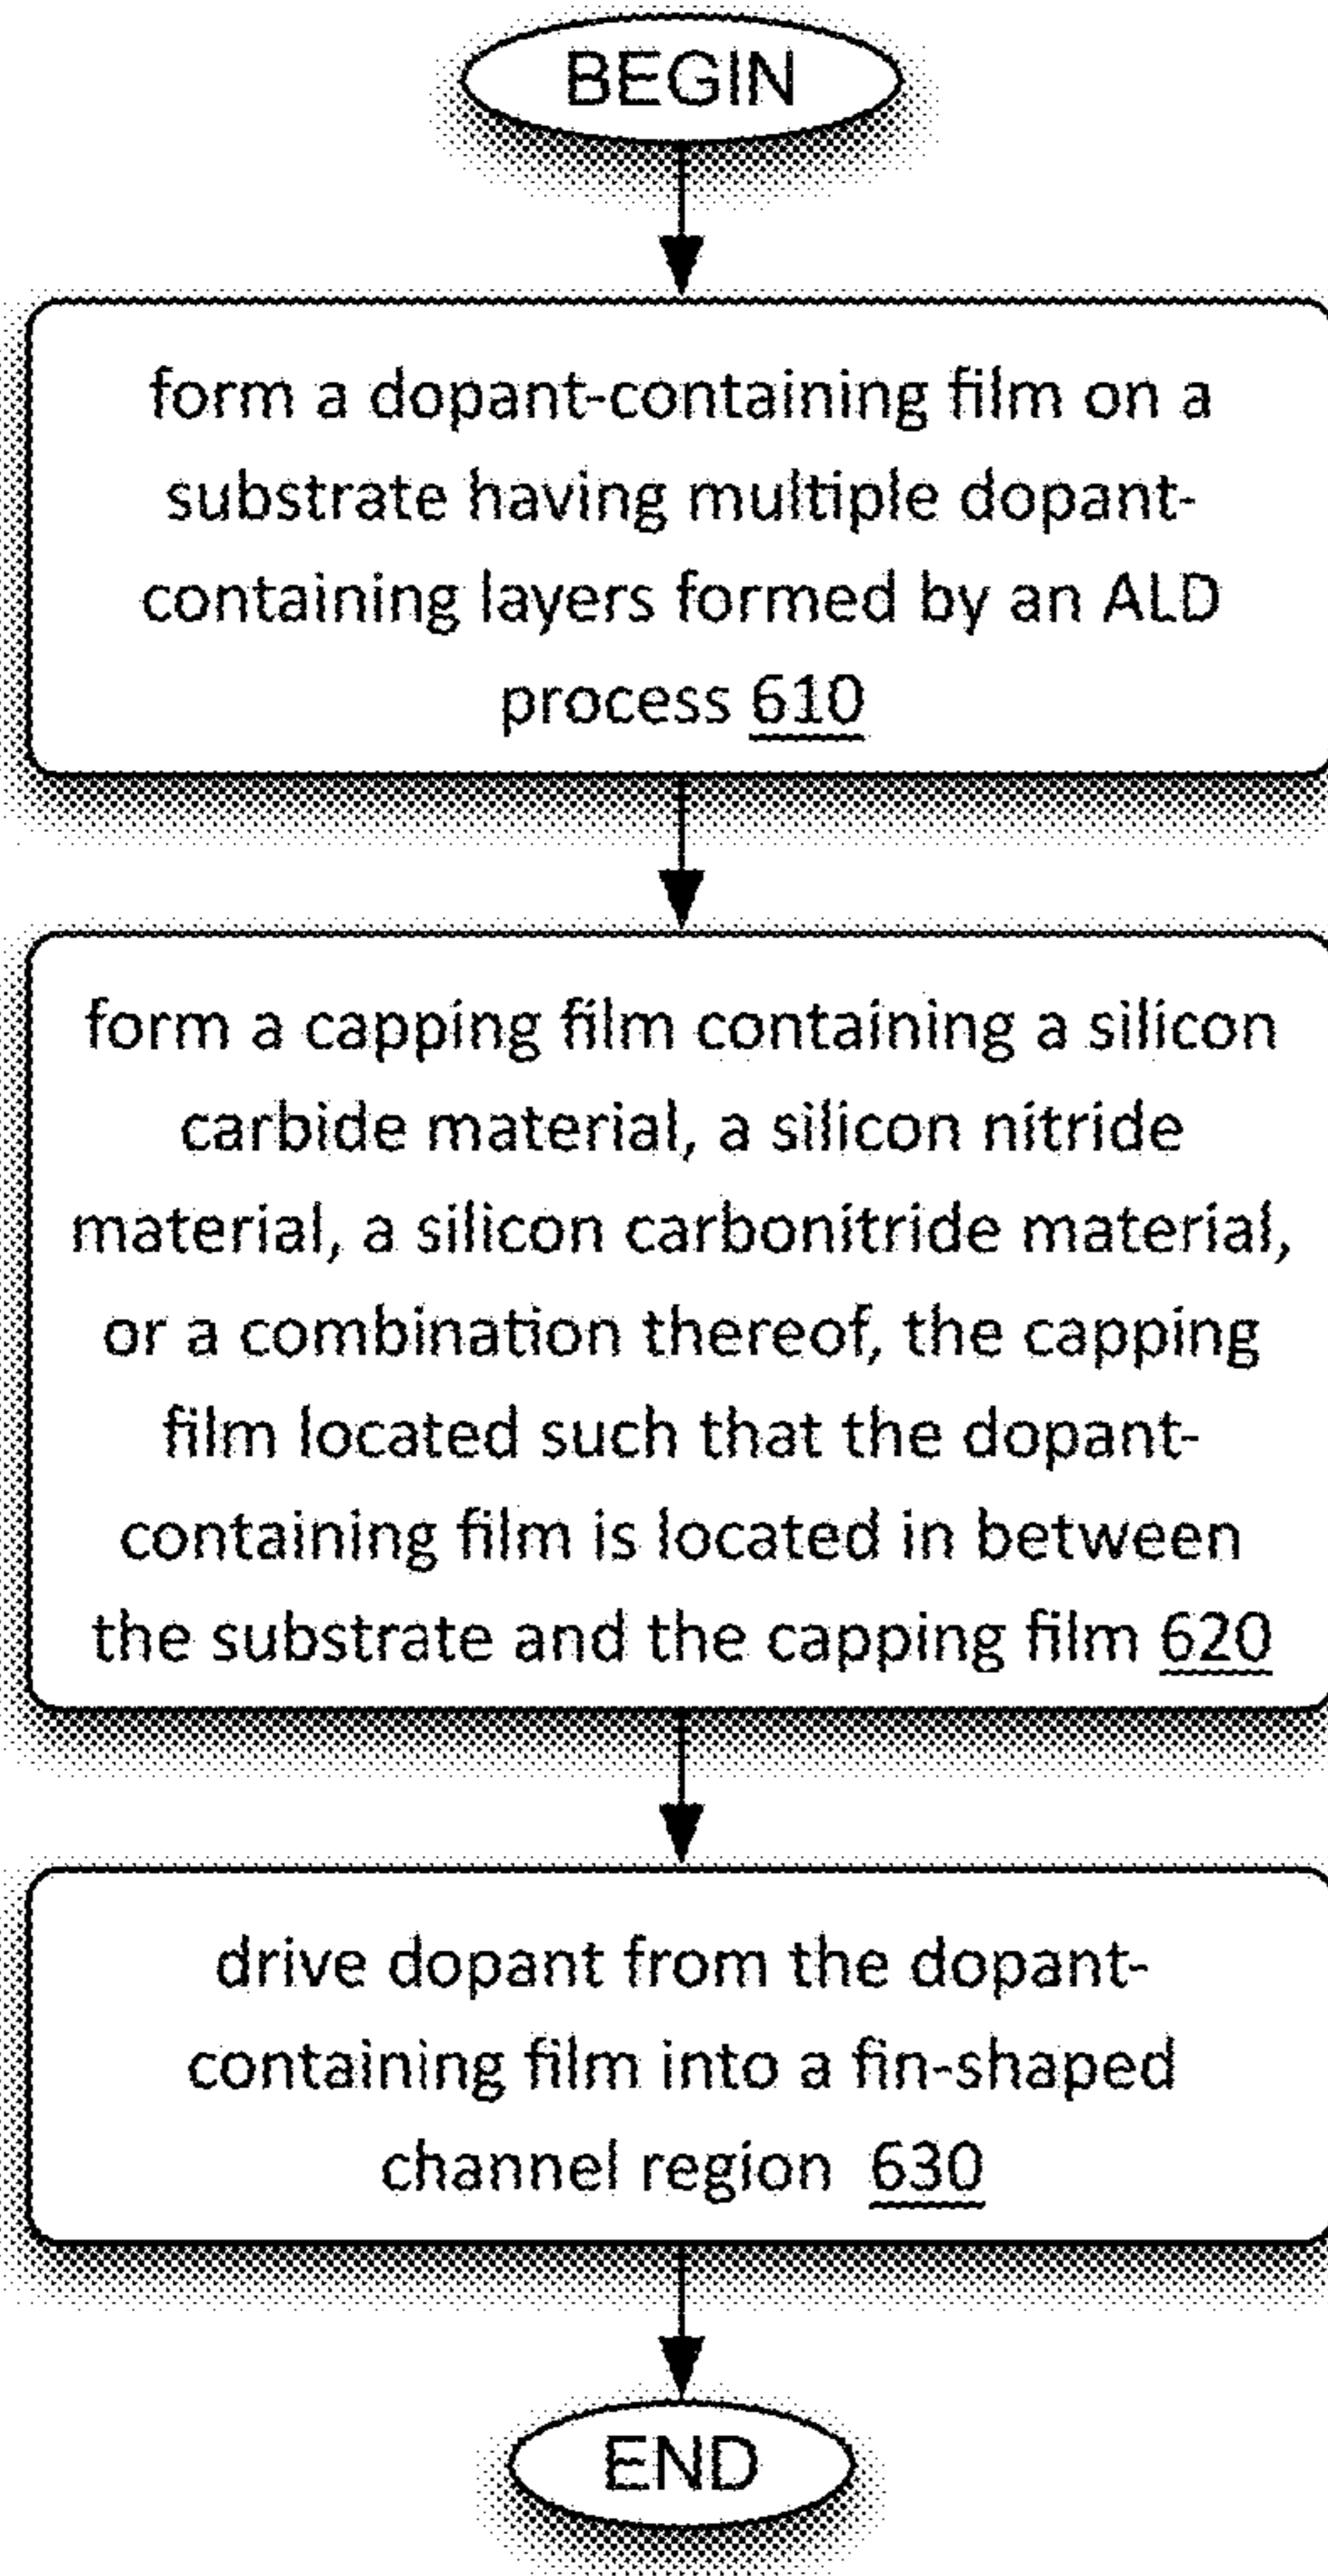 BEGIN
form a dopant-containing film on a
substrate having multiple dopant-
containing layers formed by an ALD
process 610
form a capping film containing a silicon
carbide material, a silicon nitride
material, a silicon carbonitride material,
or a combination thereof, the capping
film located such that the dopant-
containing film is located in between
the substrate and the capping film 620
drive dopant from the dopant-
containing film into a fin-shaped
channel region 630
END